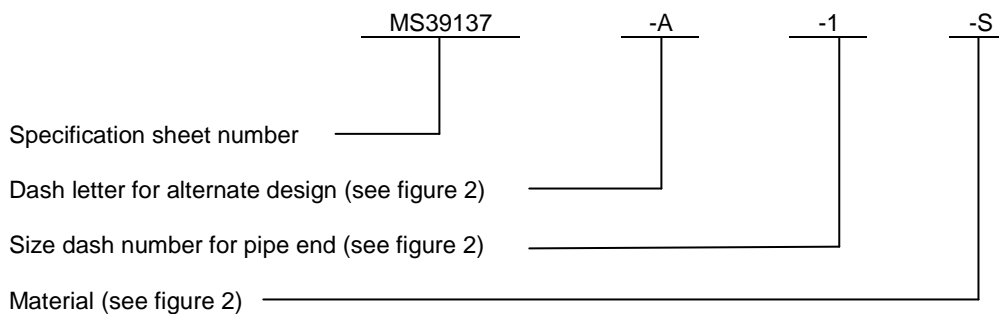 MS39137 -A -1 -S
Specification sheet number
Dash letter for alternate design (see figure 2)
Size dash number for pipe end (see figure 2)
Material (see figure 2)